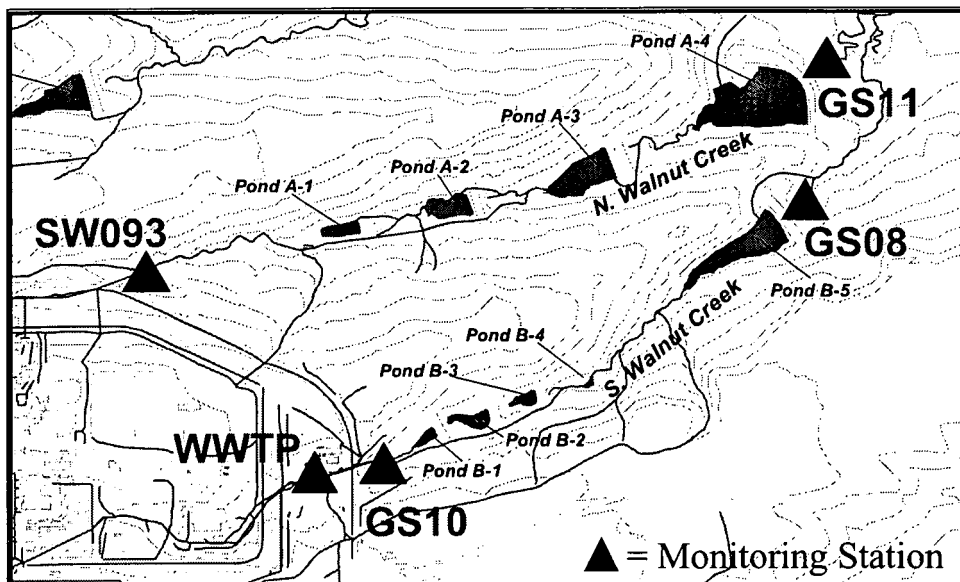 Pond A-4
GS11
Pond A-3
Pond A-2
N. Walnut Creek
Pond A-1
SW093
GS08
Pond B-5
Pond B-4
S. Walnut Creek
Pond B-3
WWTP
Pond B-2
Pond B-1
GS10
= Monitoring Station